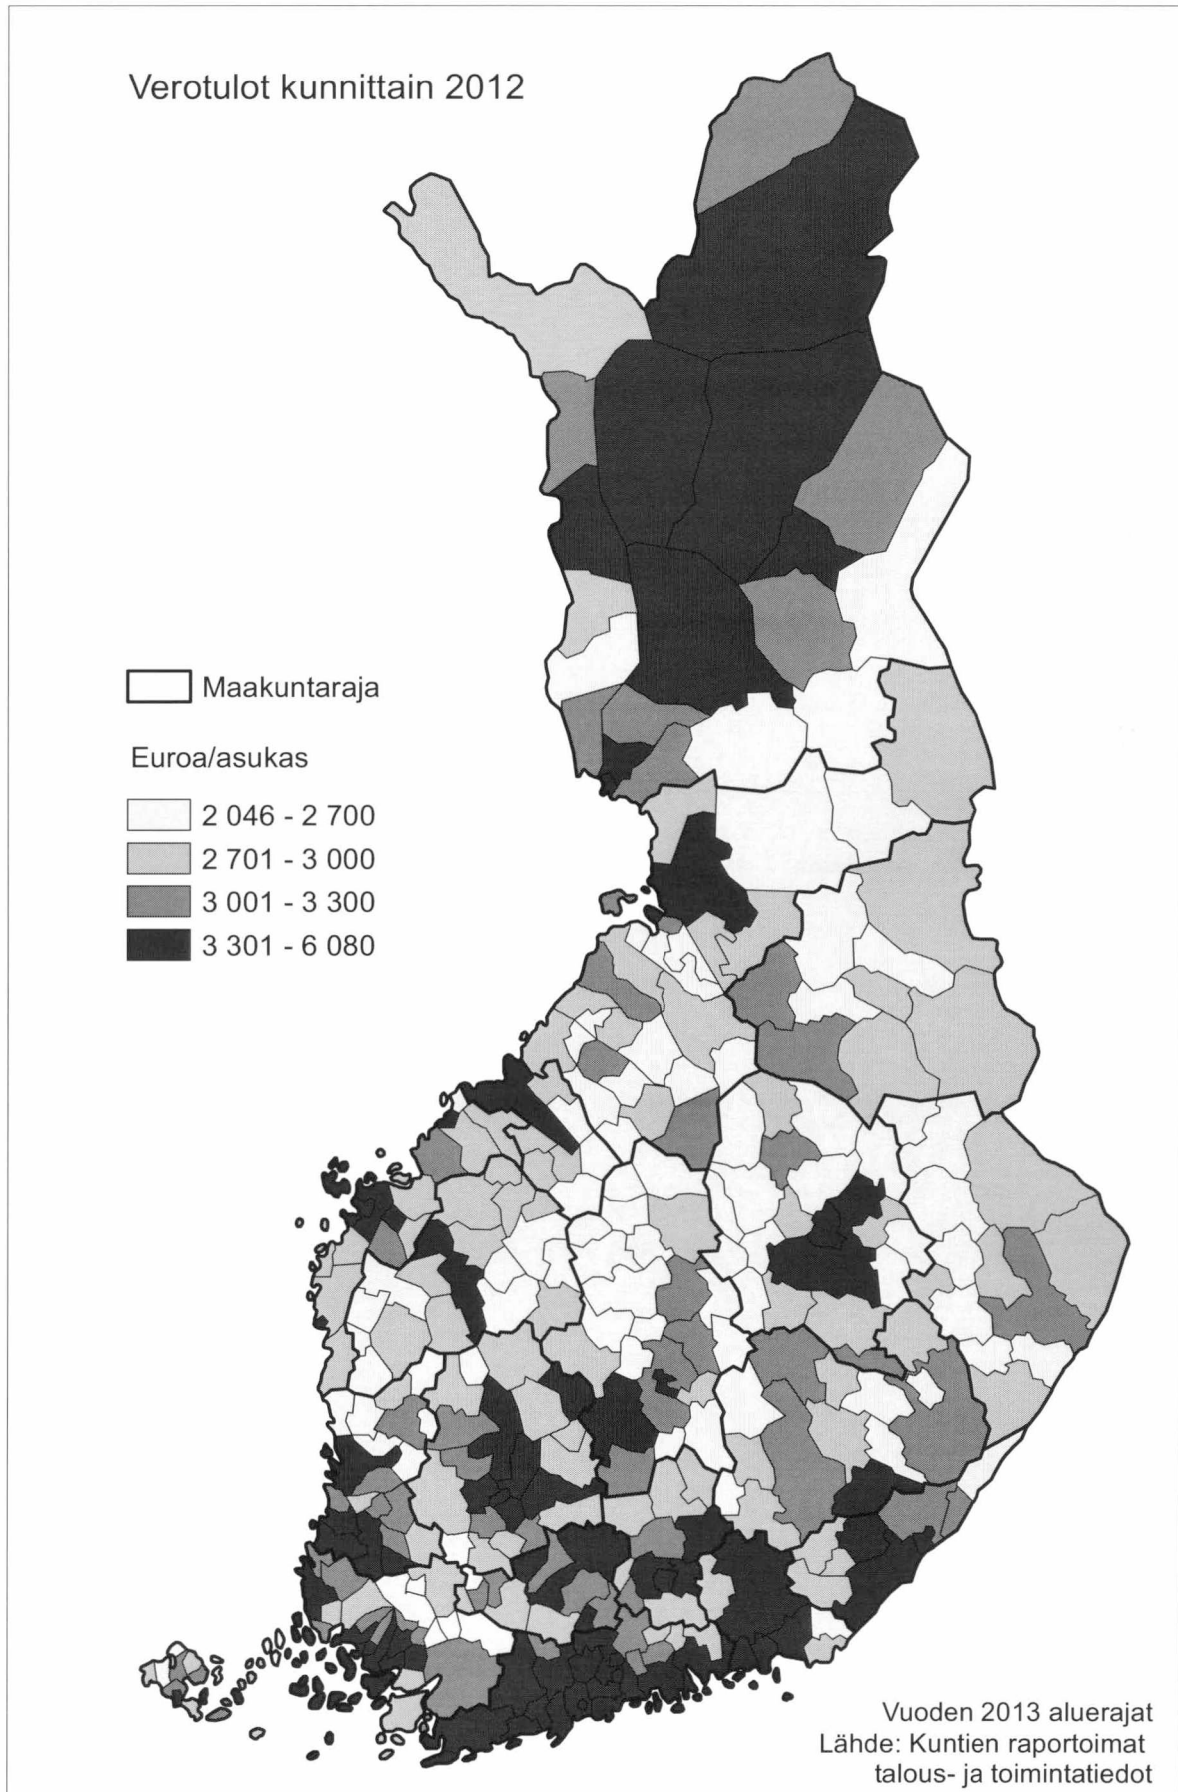 Verotulot kunnittain 2012
Maakuntaraja
Euroa/asukas
2 046 - 2 700
2 701 - 3 000
3 001 - 3 300
3 301 - 6 080
Vuoden 2013 aluerajat
Lähde: Kuntien raportoimat
talous- ja toimintatiedot